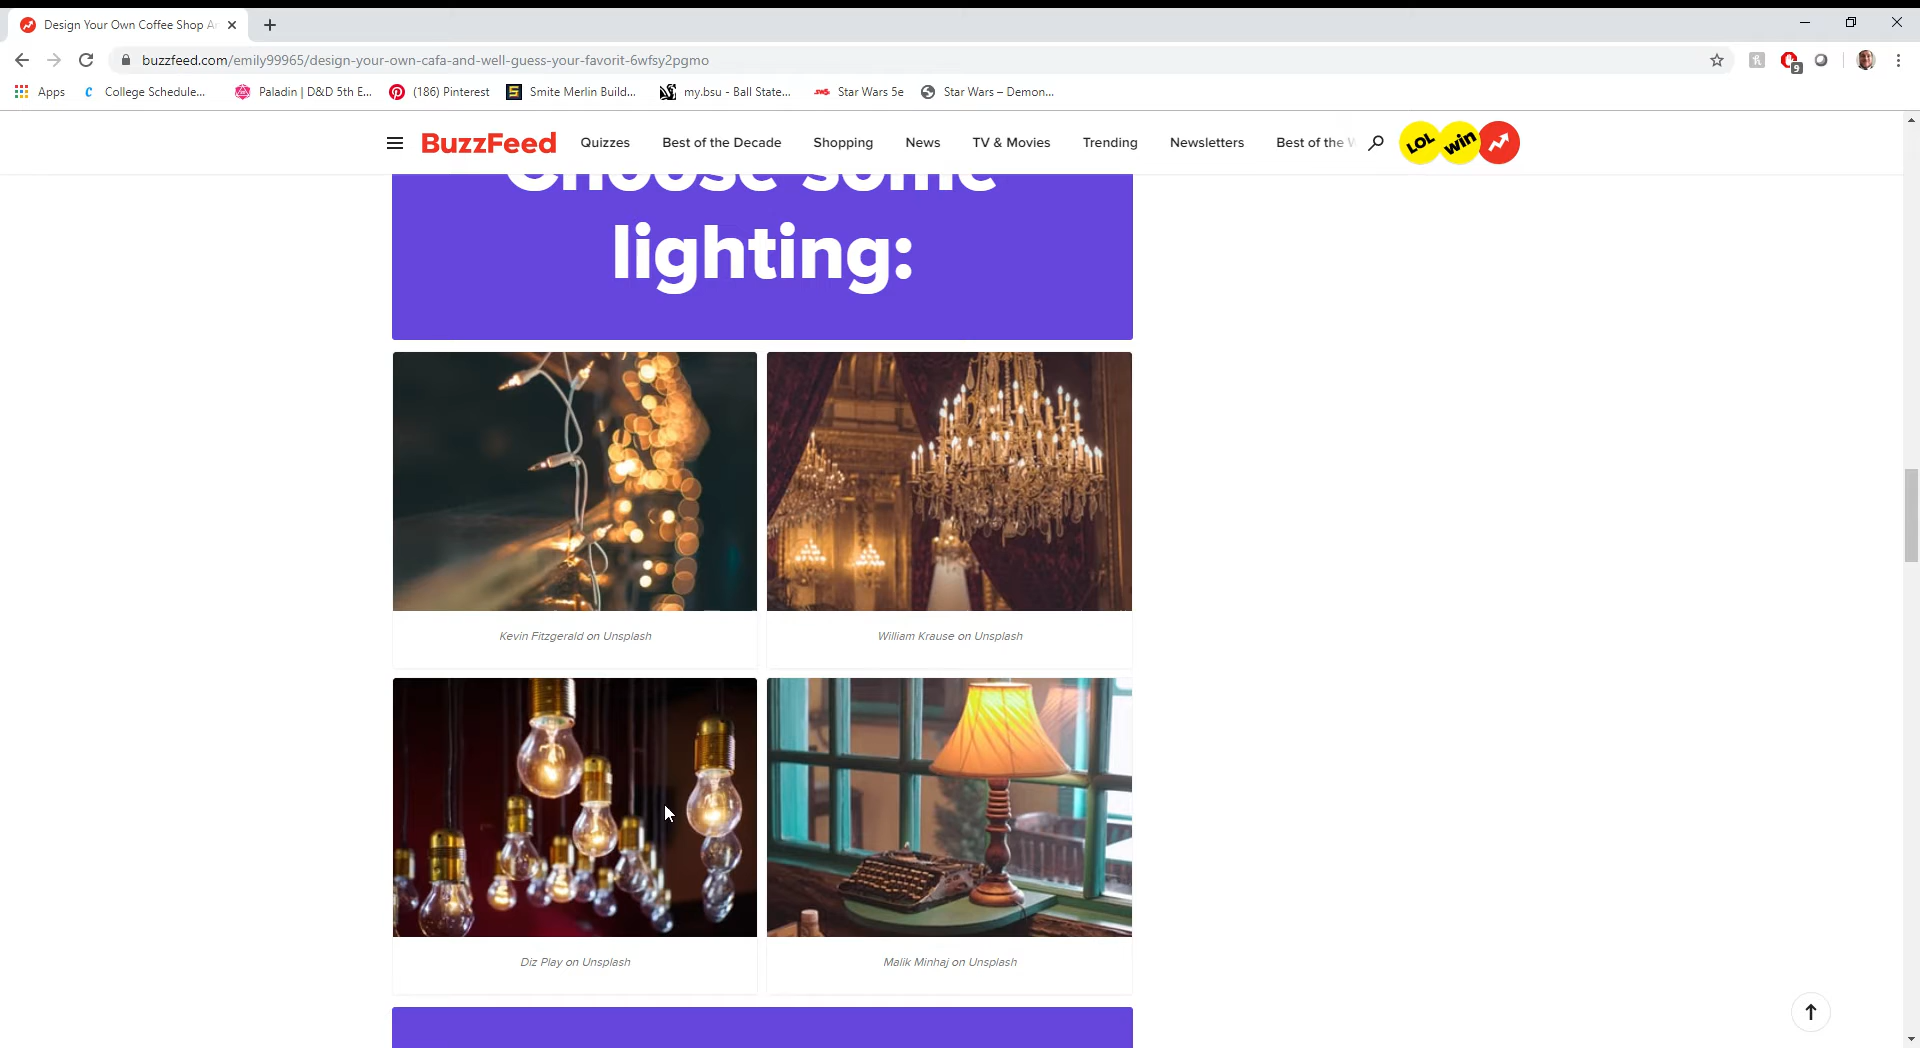 Design Your Own Coffee Shop A
buzzfeed.com/emily99965/design-your-own-cafa-and-well-guess-your-favorit-6wfsy2pgmo
9
Apps College Schedule... Paladin | D&D 5th E... (186) Pinterest Smite Merlin Build... my.bsu - Ball State... Star Wars 5e Star Wars – Demon...
BuzzFeed Quizzes Best of the Decade Shopping News TV & Movies Trending Newsletters Best of the W LOL win
Choose some
lighting:
Kevin Fitzgerald on Unsplash William Krause on Unsplash
Diz Play on Unsplash Malik Minhaj on Unsplash